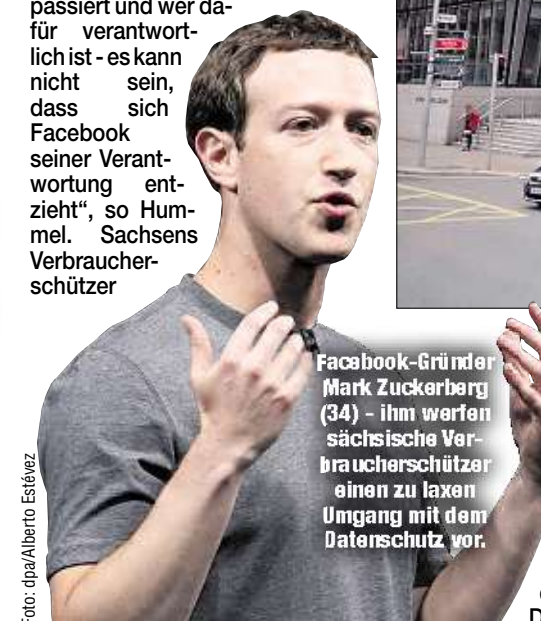 passiert und wer da-
für verantwort-
lich ist - es kann
nicht sein,
dass sich
Facebook
seiner Verant-
wortung ent-
zieht“, so Hum-
mel. Sachsens
Verbraucher-
schützer
Facebook-Gründer
Mark Zuckerberg
(34) - ihm werfen
sächsische Ver-
braucherschützer
einen zu laxen
Umgang mit dem
Datenschutz vor.
Foto: dpa/Alberto Estévez